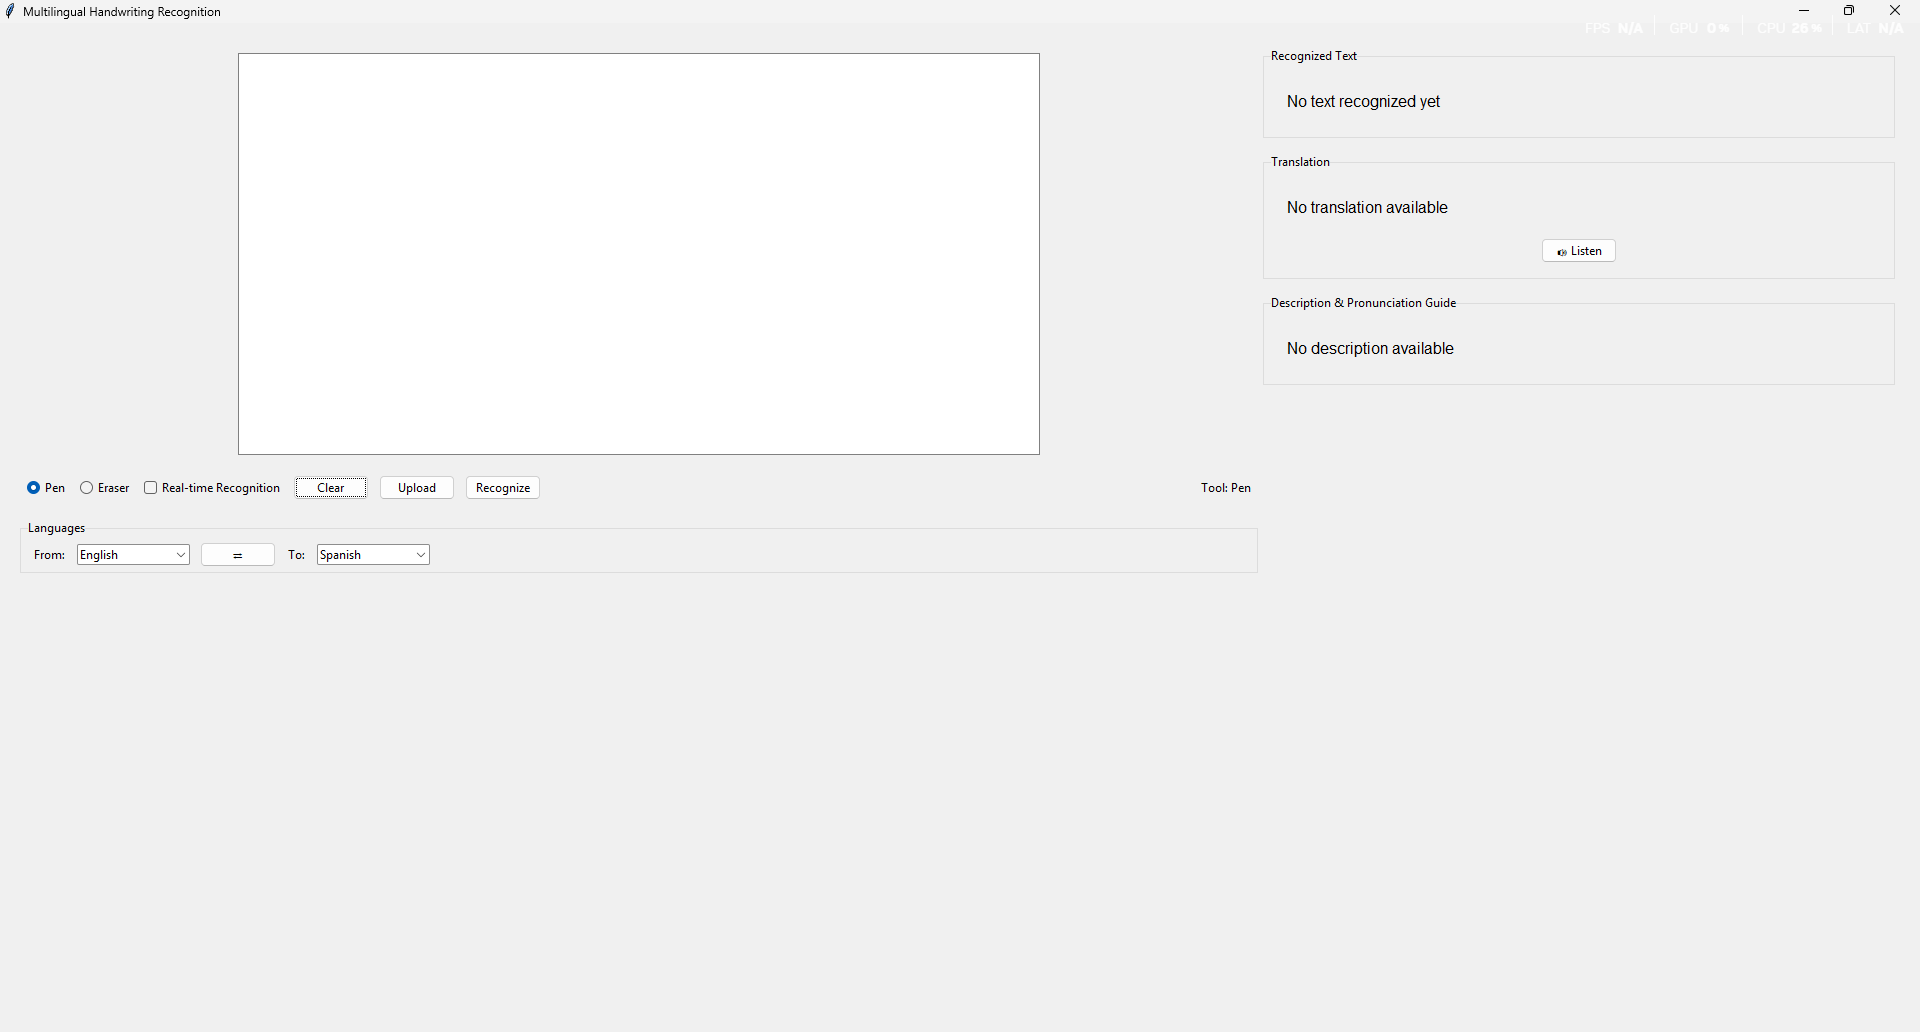 Multilingual Handwriting Recognition
FPS N/A GPU 0% CPU 26% LAT N/A
Recognized Text
No text recognized yet
Translation
No translation available
Listen
Description & Pronunciation Guide
No description available
Pen Eraser Real-time Recognition Clear Upload Recognize Tool: Pen
Languages
From: English ⇌ To: Spanish